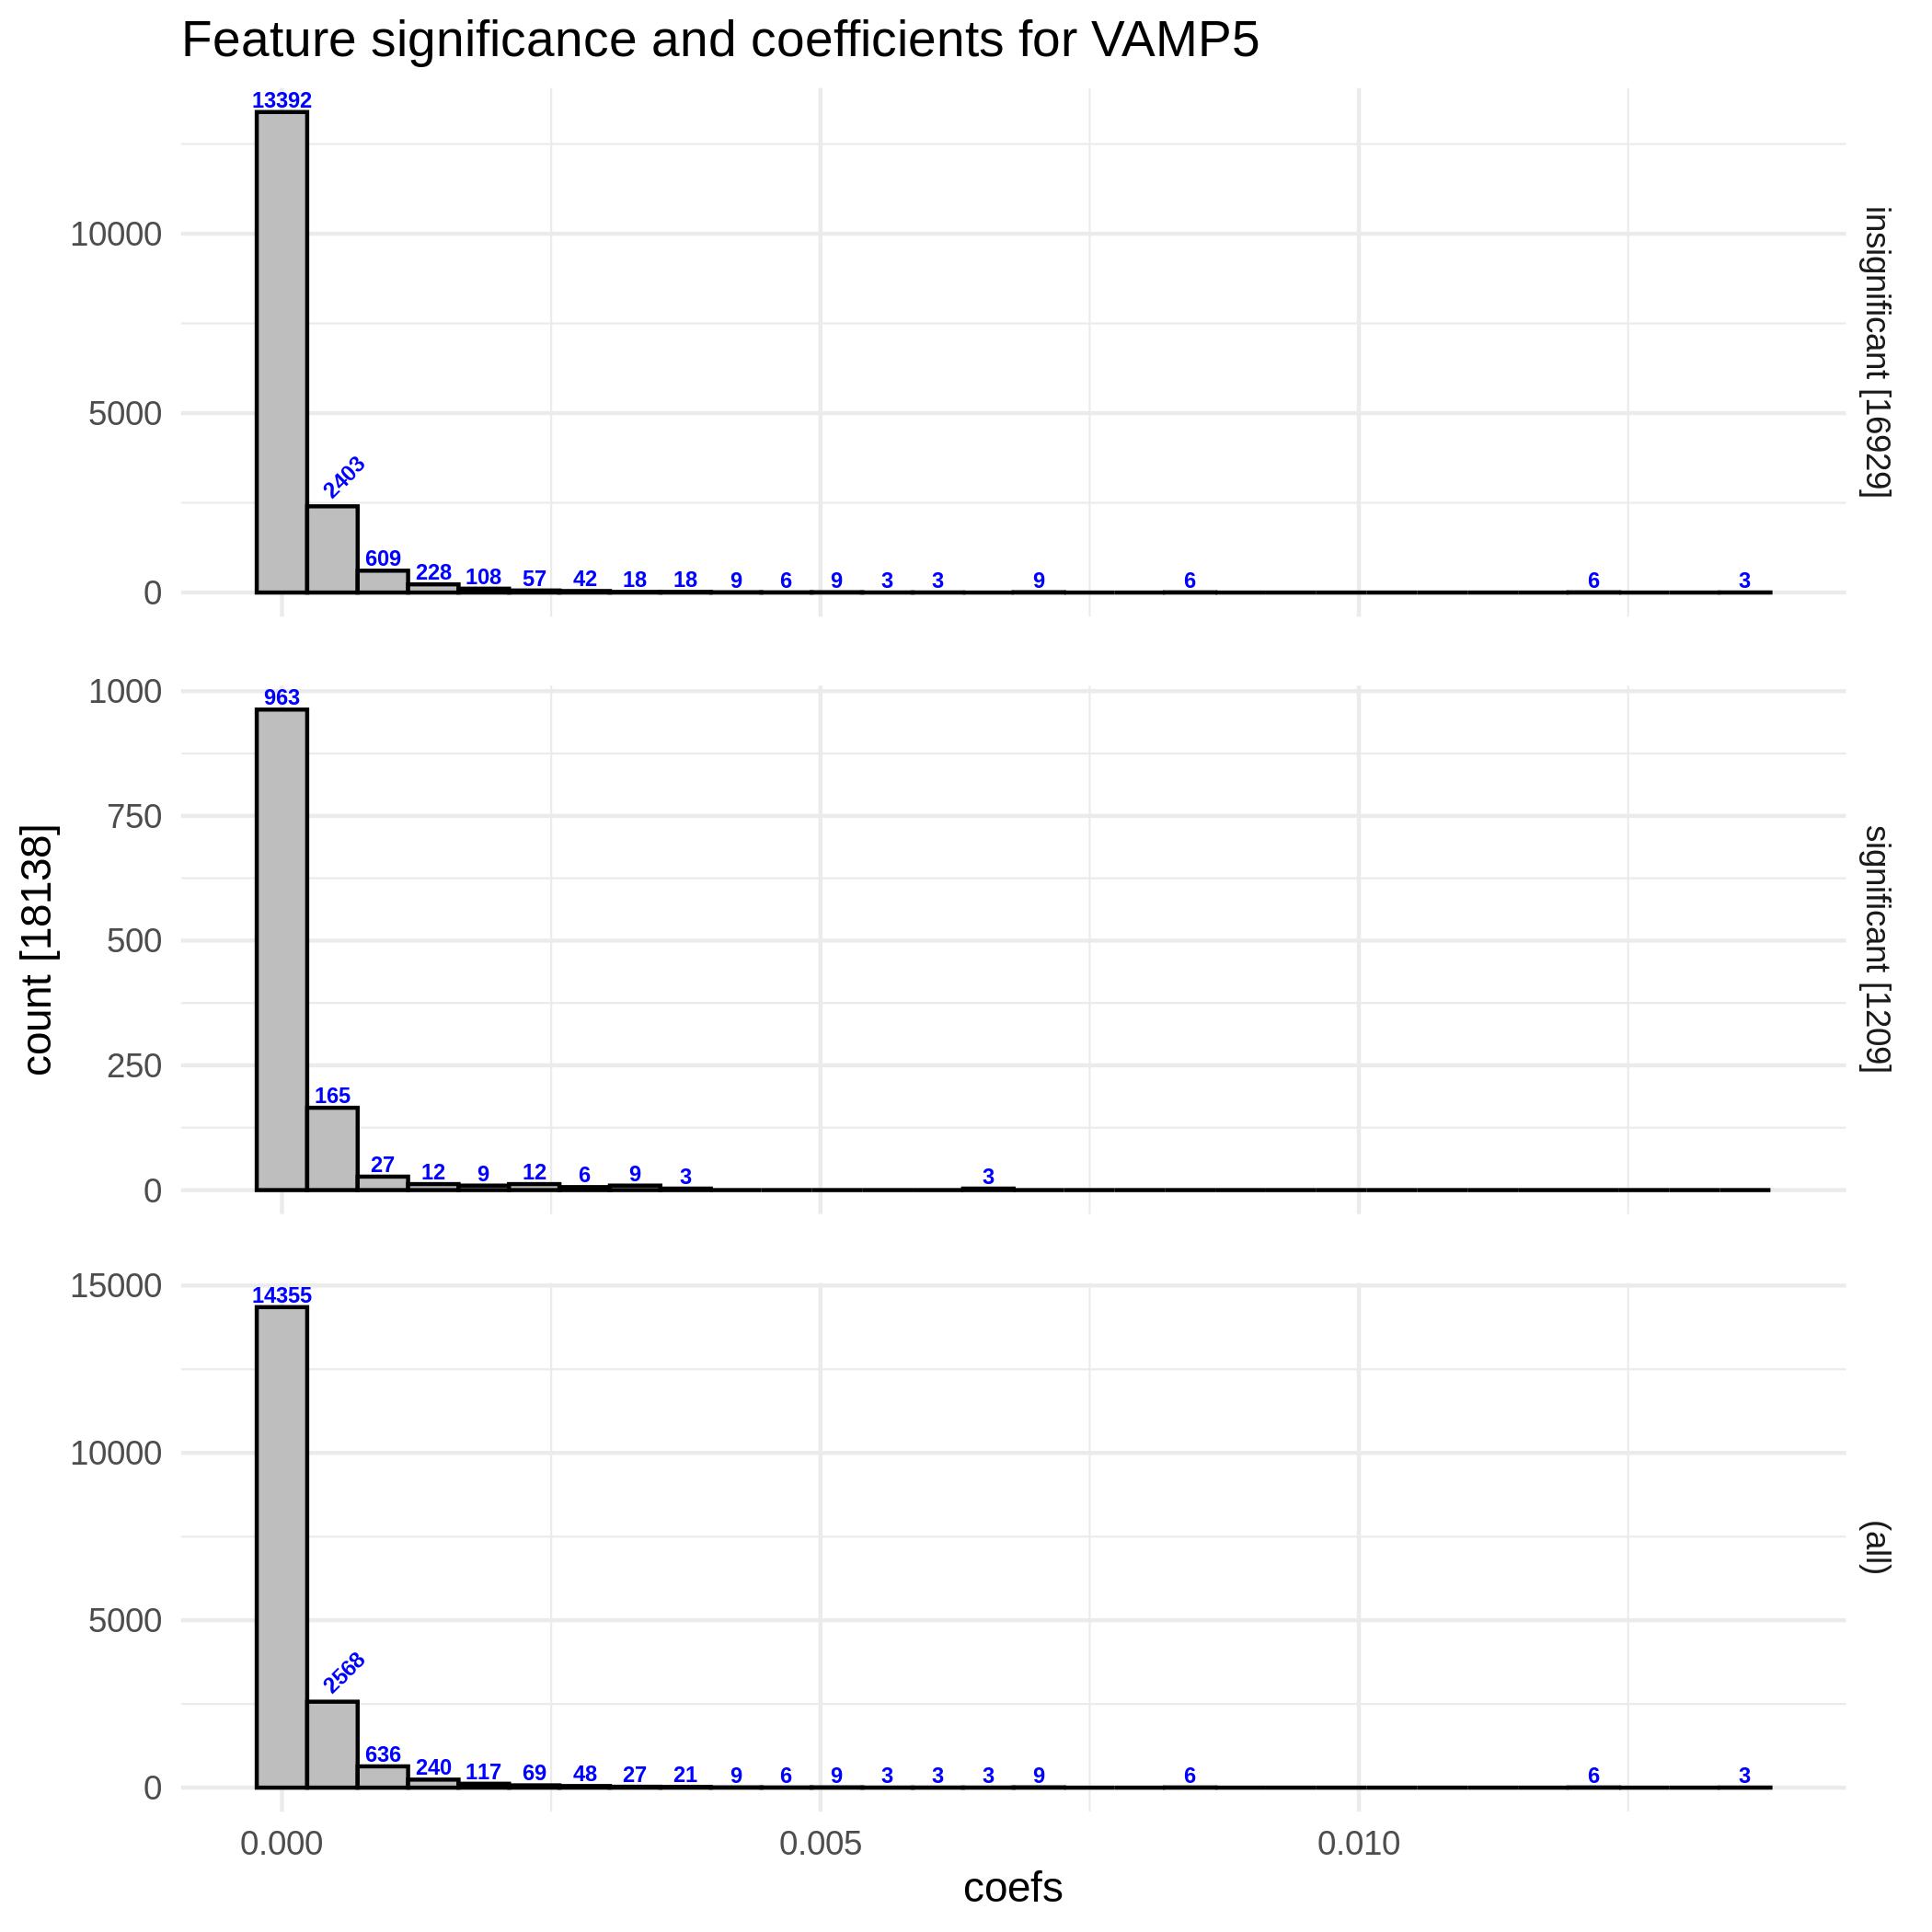 Feature significance and coefficients for VAMP5
count [18138]
13392
2403
609 228 108 57 42 18 18 9 6 9 3 3 9 6 6 3
10000
5000
0
insignificant [16929]
963
165
27 12 9 12 6 9 3 3
1000
750
500
250
0
significant [1209]
14355
2568
636 240 117 69 48 27 21 9 6 9 3 3 3 9 6 6 3
15000
10000
5000
0
(all)
0.000 0.005 0.010
coefs